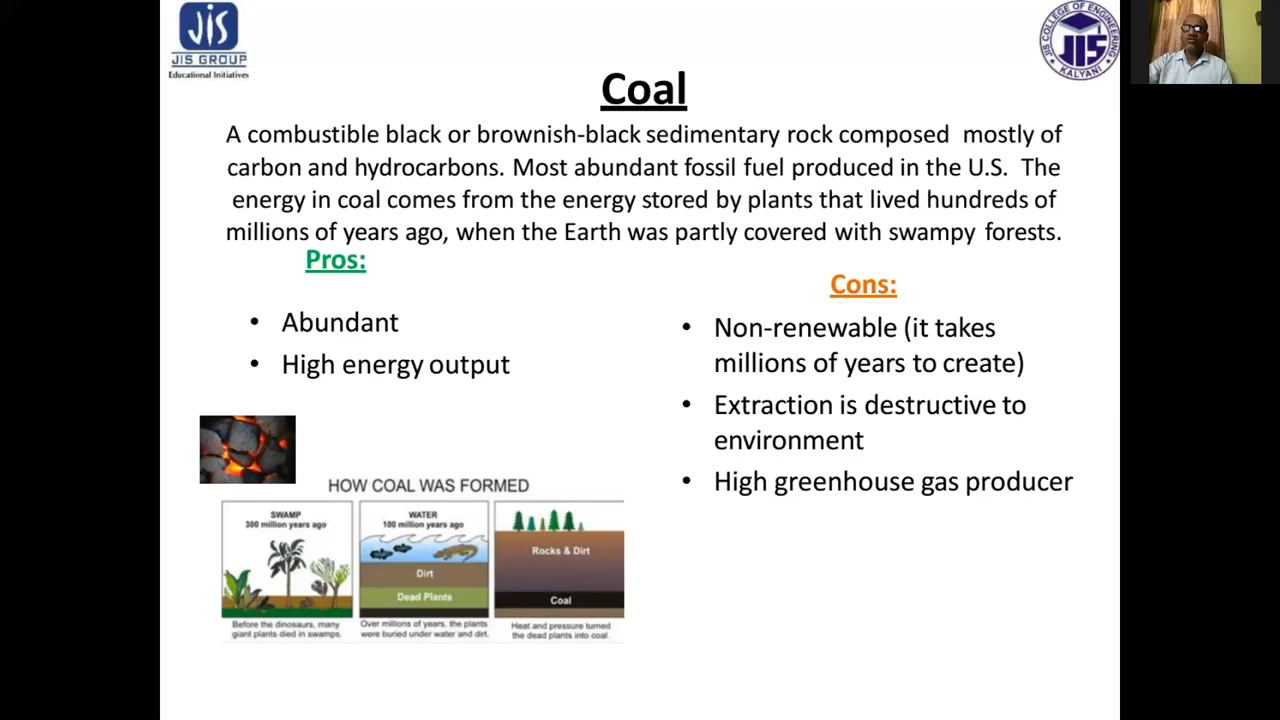 JIS
JIS GROUP
Educational Initiatives
JIS COLLEGE OF ENGINEERING
JIS
KALYANI
Coal
A combustible black or brownish-black sedimentary rock composed mostly of
carbon and hydrocarbons. Most abundant fossil fuel produced in the U.S. The
energy in coal comes from the energy stored by plants that lived hundreds of
millions of years ago, when the Earth was partly covered with swampy forests.
Pros:
• Abundant
• High energy output
Cons:
• Non-renewable (it takes
millions of years to create)
• Extraction is destructive to
environment
• High greenhouse gas producer
HOW COAL WAS FORMED
SWAMP
300 million years ago
Before the dinosaurs, many
giant plants died in swamps.
WATER
100 million years ago
Dirt
Dead Plants
Over millions of years, the plants
were buried under water and dirt.
Rocks & Dirt
Coal
Heat and pressure turned
the dead plants into coal.